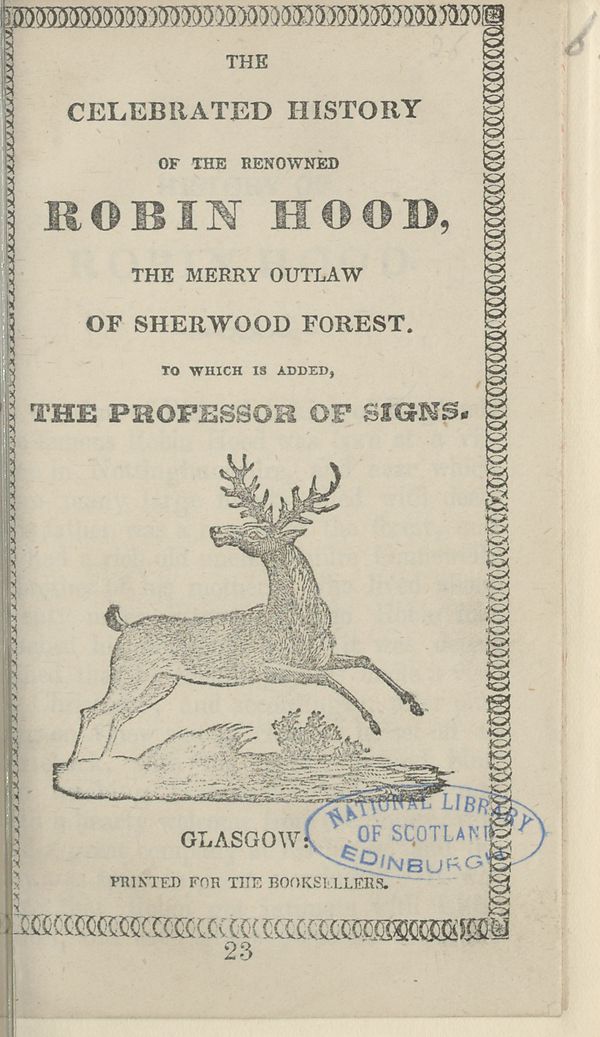 THE
CELEBRATED HISTORY
OF THE RENOWNED
ROBIN HOOD,
THE MERRY OUTLAW
OF SHERWOOD FOREST.
TO WHICH IS ADDED,
THE PROFESSOR OF SIGNS.
GLASGOW:
PRINTED FOR THE BOOKSELLERS.
23
NATIONAL LIBRARY
OF SCOTLAND
EDINBURGH
6